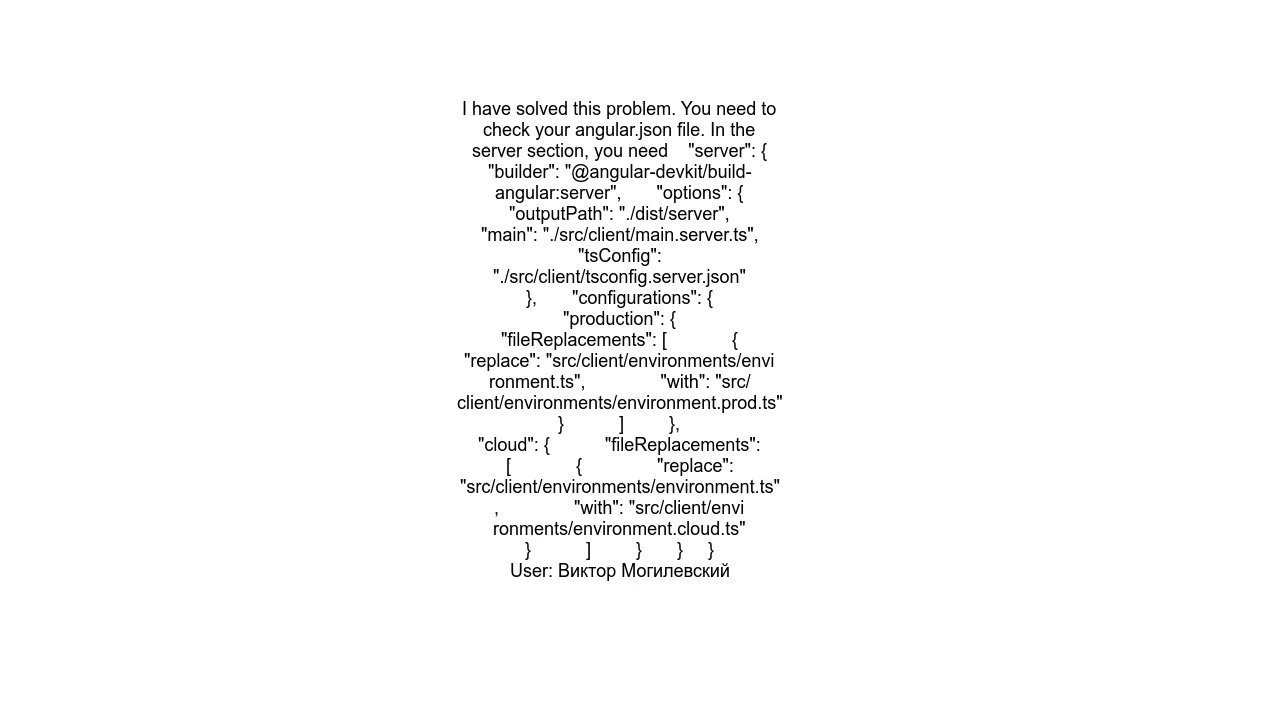 I have solved this problem. You need to
check your angular.json file. In the
server section, you need    "server": {
"builder": "@angular-devkit/build-
angular:server",       "options": {
"outputPath": "./dist/server",
"main": "./src/client/main.server.ts",
"tsConfig":
"./src/client/tsconfig.server.json"
},       "configurations": {
"production": {
"fileReplacements": [             {
"replace": "src/client/environments/envi
ronment.ts",               "with": "src/
client/environments/environment.prod.ts"
}           ]         },
"cloud": {           "fileReplacements":
[             {               "replace":
"src/client/environments/environment.ts"
,               "with": "src/client/envi
ronments/environment.cloud.ts"
}           ]         }       }     }
User: Виктор Могилевский